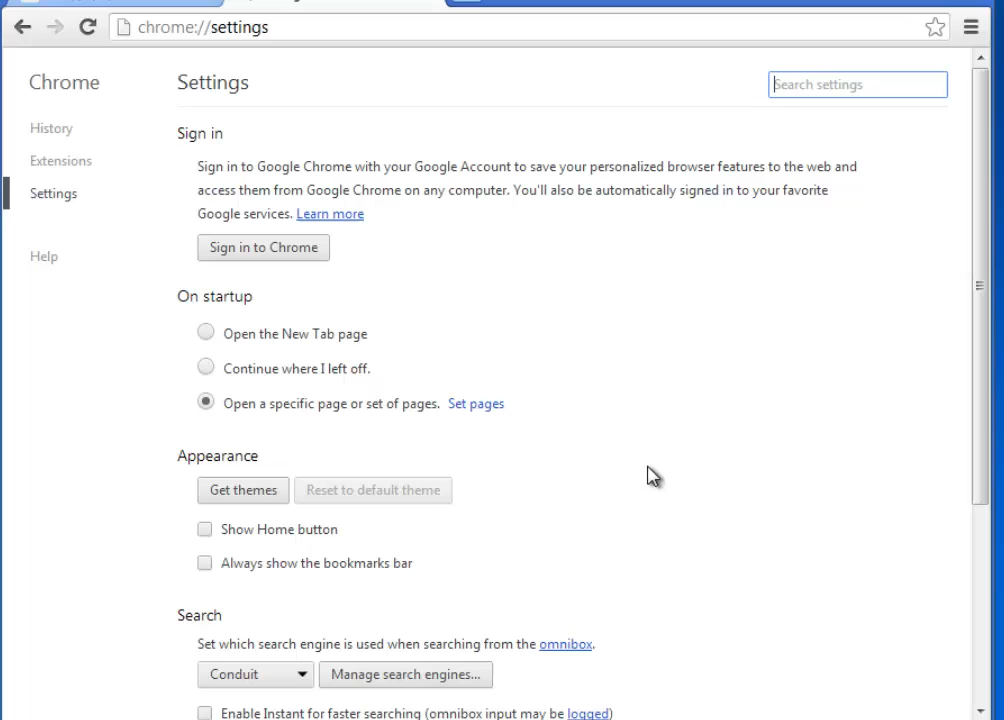 chrome://settings
Chrome
Settings
Search settings
History
Extensions
Settings
Help
Sign in
Sign in to Google Chrome with your Google Account to save your personalized browser features to the web and
access them from Google Chrome on any computer. You'll also be automatically signed in to your favorite
Google services. Learn more
Sign in to Chrome
On startup
Open the New Tab page
Continue where I left off.
Open a specific page or set of pages. Set pages
Appearance
Get themes Reset to default theme
Show Home button
Always show the bookmarks bar
Search
Set which search engine is used when searching from the omnibox.
Conduit Manage search engines...
Enable Instant for faster searching (omnibox input may be logged)